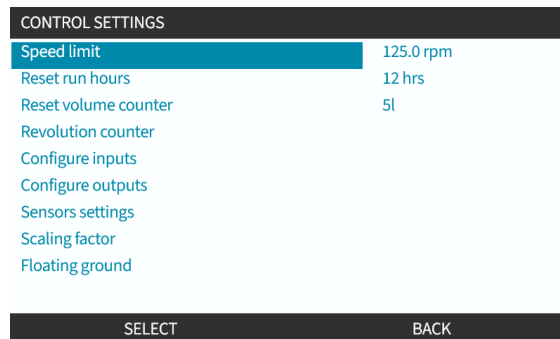 CONTROL SETTINGS
Speed limit 125.0 rpm
Reset run hours 12 hrs
Reset volume counter 5l
Revolution counter
Configure inputs
Configure outputs
Sensors settings
Scaling factor
Floating ground
SELECT BACK